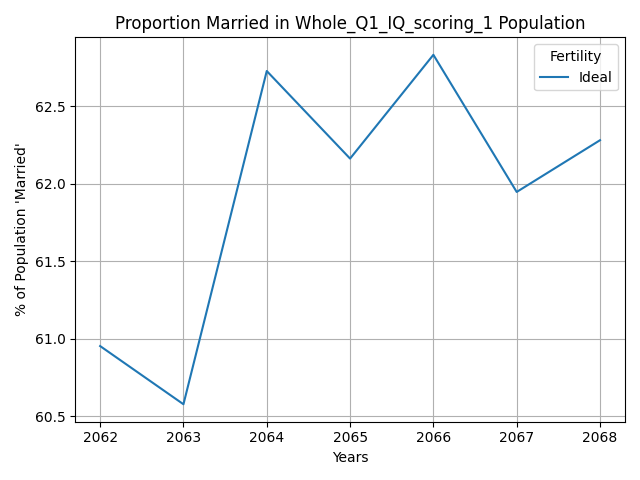 Proportion Married in Whole_Q1_IQ_scoring_1 Population
Fertility
Ideal
% of Population 'Married'
62.5
62.0
61.5
61.0
60.5
2062 2063 2064 2065 2066 2067 2068
Years